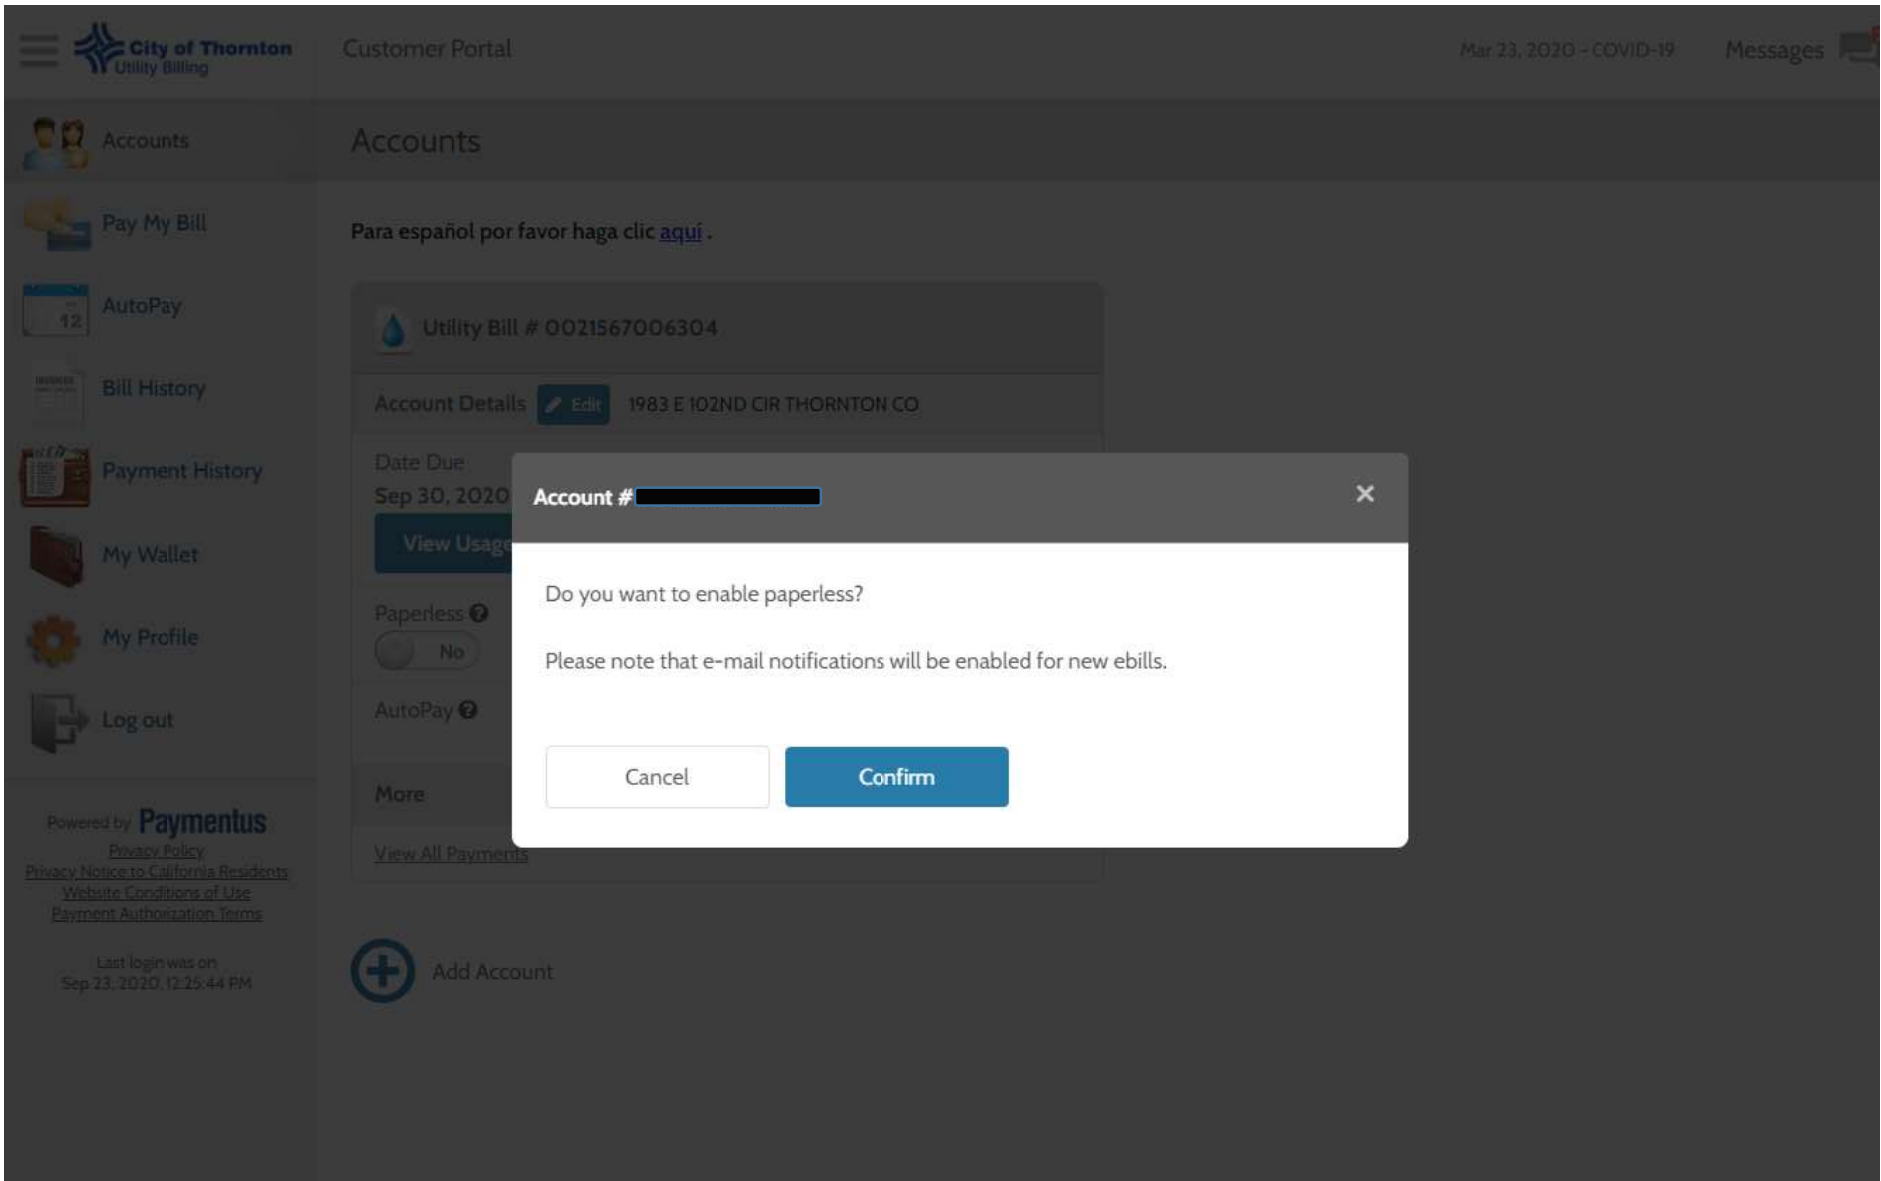 City of Thornton
Utility Billing
Customer Portal
Mar 23, 2020 - COVID-19
Messages
Accounts
Pay My Bill
AutoPay
12
Bill History
Payment History
My Wallet
My Profile
Log out
Powered by Paymentus
Privacy Policy
Privacy Notice to California Residents
Website Conditions of Use
Payment Authorization Terms
Last login was on
Sep 23, 2020, 12:25:44 PM
Accounts
Para español por favor haga clic aquí .
Utility Bill # 0021567006304
Account Details Edit 1983 E 102ND CIR THORNTON CO
Date Due
Sep 30, 2020
View Usage
Paperless ?
No
AutoPay ?
More
View All Payments
Add Account
Account #
×
Do you want to enable paperless?
Please note that e-mail notifications will be enabled for new ebills.
Cancel
Confirm